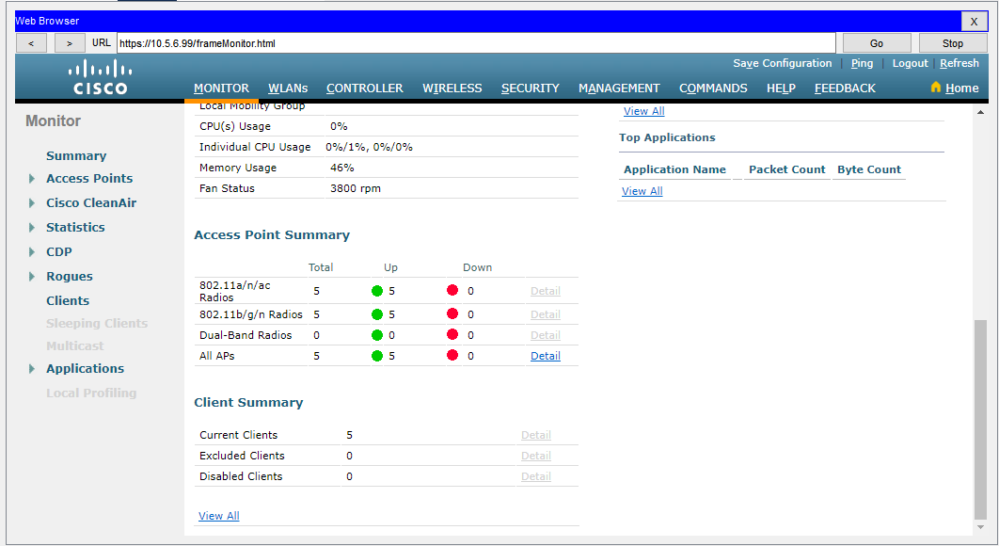 Web Browser X
< > URL https://10.5.6.99/frameMonitor.html Go Stop
Save Configuration | Ping | Logout | Refresh
CISCO MONITOR WLANs CONTROLLER WIRELESS SECURITY MANAGEMENT COMMANDS HELP FEEDBACK Home
Monitor
Summary
Access Points
Cisco CleanAir
Statistics
CDP
Rogues
Clients
Sleeping Clients
Multicast
Applications
Local Profiling
Local Mobility Group
CPU(s) Usage 0%
Individual CPU Usage 0%/1%, 0%/0%
Memory Usage 46%
Fan Status 3800 rpm
Access Point Summary
Total Up Down
802.11a/n/ac
Radios 5 5 0 Detail
802.11b/g/n Radios 5 5 0 Detail
Dual-Band Radios 0 0 0 Detail
All APs 5 5 0 Detail
Client Summary
Current Clients 5 Detail
Excluded Clients 0 Detail
Disabled Clients 0 Detail
View All
View All
Top Applications
Application Name Packet Count Byte Count
View All